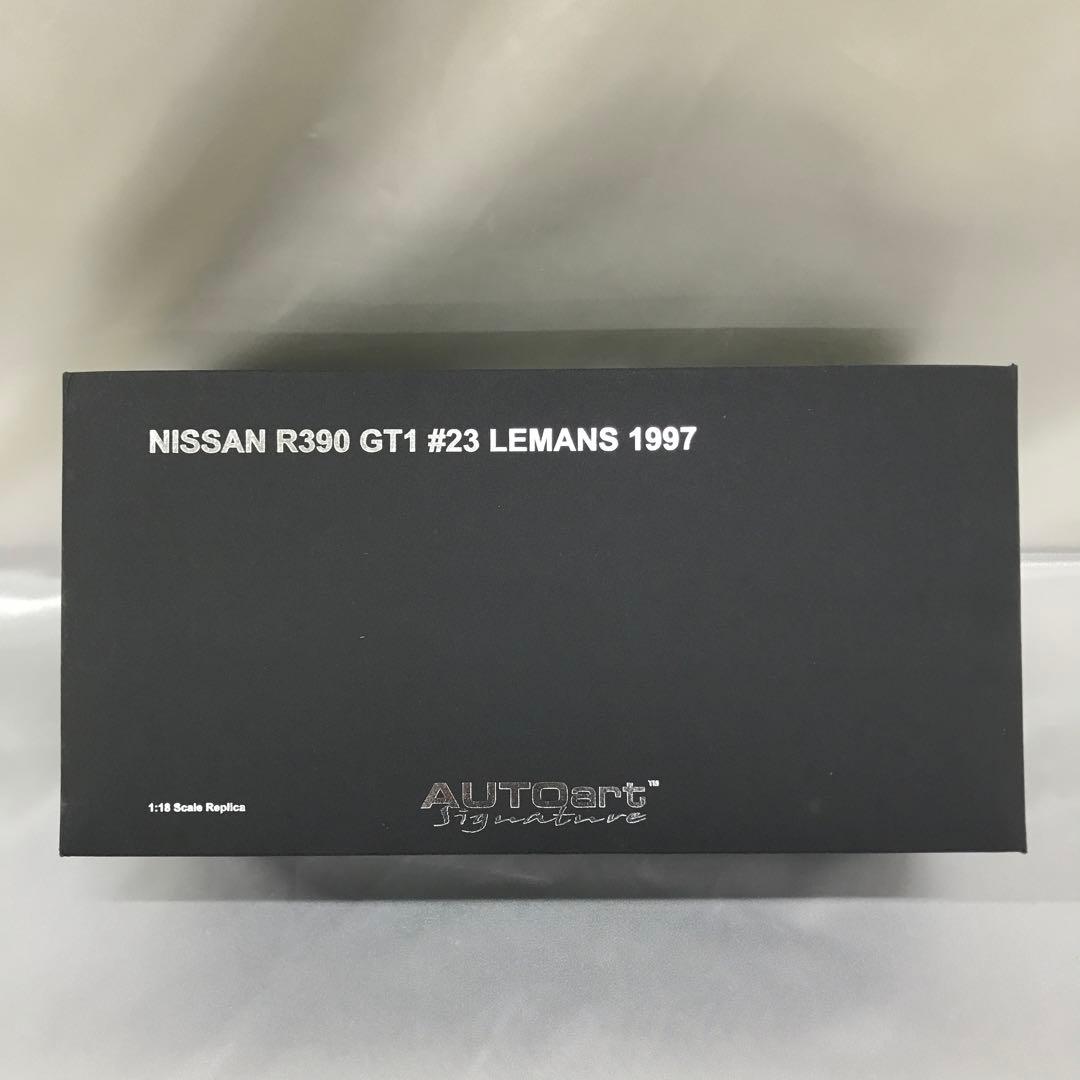 NISSAN R390 GT1 #23 LEMANS 1997
1:18 Scale Replica
AUTOart™
Signature